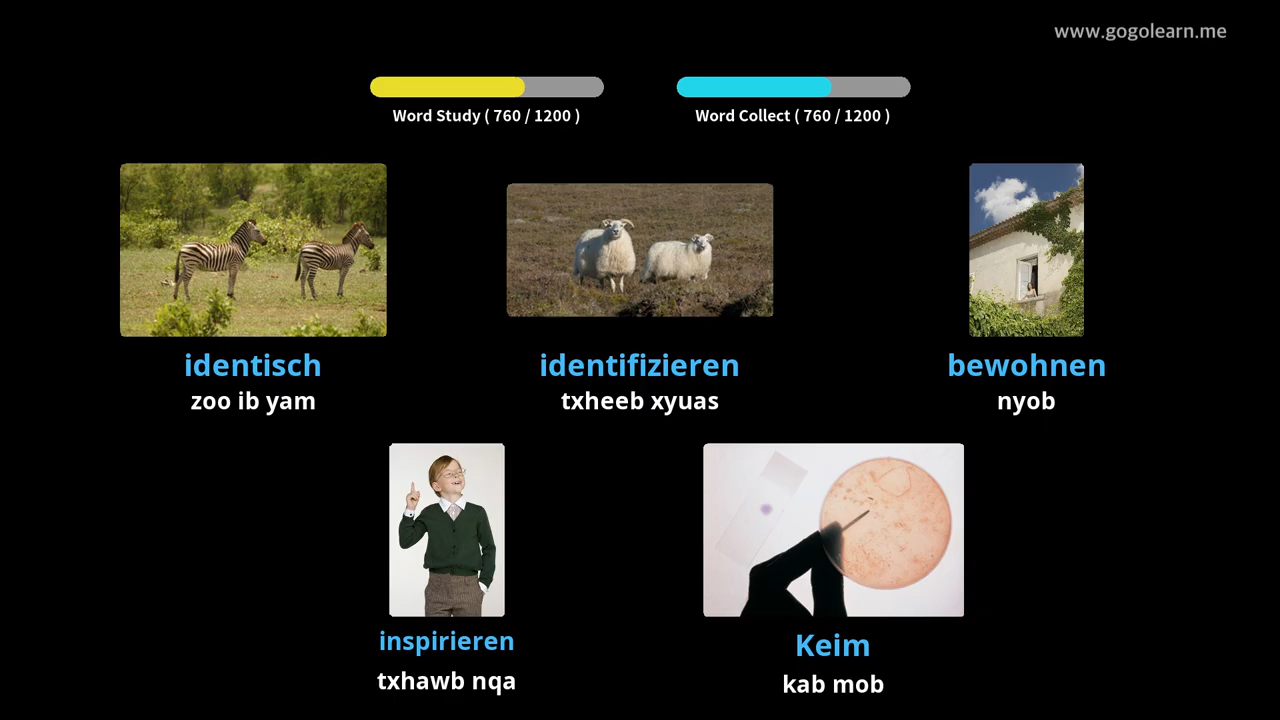 www.gogolearn.me
Word Study ( 760 / 1200 )
Word Collect ( 760 / 1200 )
identisch
zoo ib yam
identifizieren
txheeb xyuas
bewohnen
nyob
inspirieren
txhawb nqa
Keim
kab mob